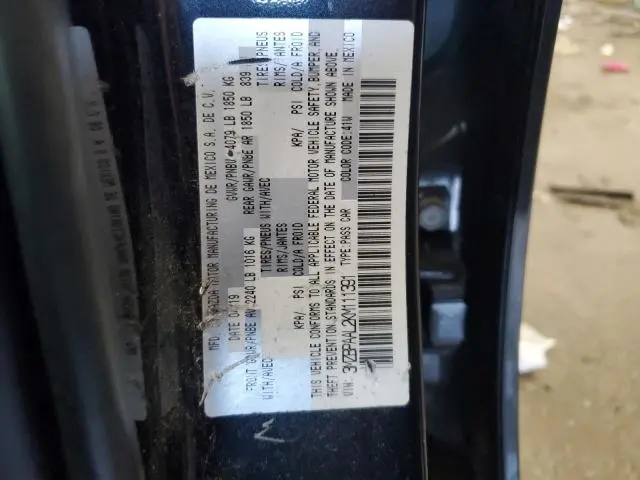 MFD. BY MAZDA MOTOR MANUFACTURING DE MEXICO S.A. DE C.V.
DATE 07/19 GVWR/PNBV 4079 LB 1850 KG
FRONT GAWR/PNBE AV 2240 LB 1016 KG REAR GAWR/PNBE AR 1850 LB 839
WITH/AVEC TIRES/PNEUS WITH/AVEC TIRES/PNEUS
RIMS/JANTES RIMS/JANTES
KPA/ PSI COLD/A FROID KPA/ PSI COLD/A FROID
THIS VEHICLE CONFORMS TO ALL APPLICABLE FEDERAL MOTOR VEHICLE SAFETY, BUMPER, AND
THEFT PREVENTION STANDARDS IN EFFECT ON THE DATE OF MANUFACTURE SHOWN ABOVE.
TYPE:PASS CAR COLOR CODE:41W MADE IN MEXICO
VIN: 3MZBPAAL2KM111391